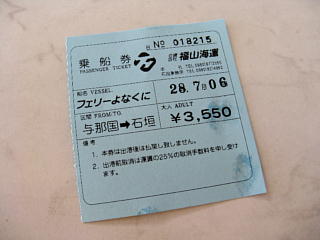 乗船券
PASSENGER TICKET
No 018215
福山海運
船名 VESSEL
フェリーよなくに
28.7月06
区間 FROM/TO
与那国➡石垣
大人 ADULT
¥3,550
備考
1. 本券は出港後は払戻し致しません。
2. 出港前取消は運賃の25%の取消手数料を申し受けます。